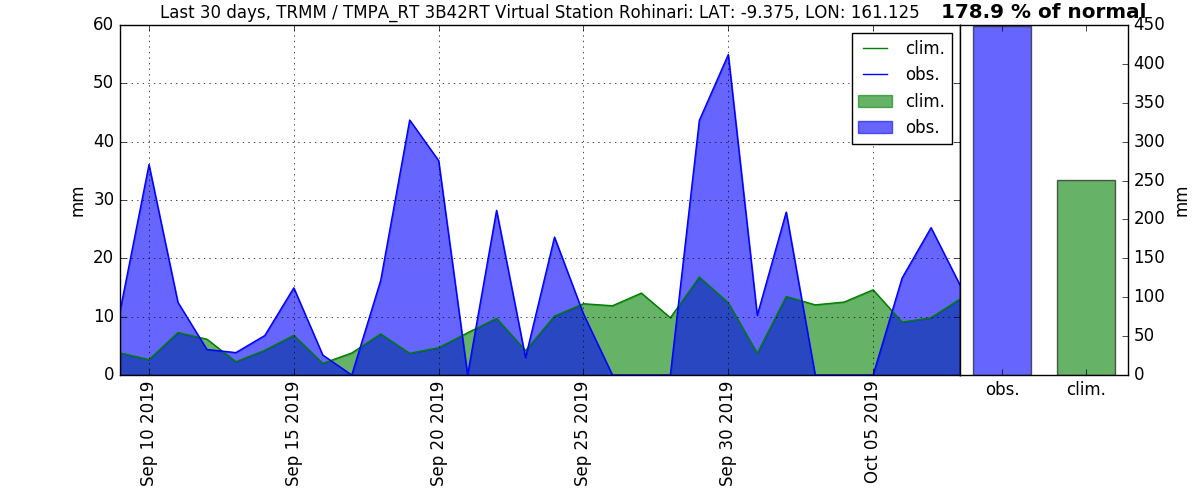 Last 30 days, TRMM / TMPA_RT 3B42RT Virtual Station Rohinari: LAT: -9.375, LON: 161.125
178.9 % of normal
60
50
40
30
20
10
0
mm
clim.
obs.
clim.
obs.
Sep 10 2019
Sep 15 2019
Sep 20 2019
Sep 25 2019
Sep 30 2019
Oct 05 2019
450
400
350
300
250
200
150
100
50
0
mm
obs.
clim.